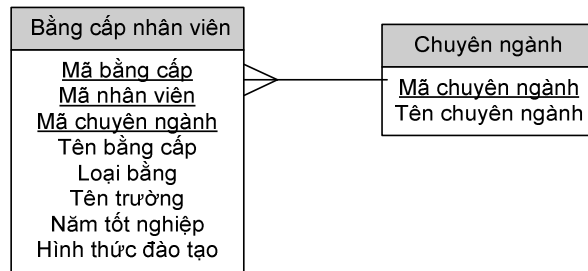 Bằng cấp nhân viên
Mã bằng cấp
Mã nhân viên
Mã chuyên ngành
Tên bằng cấp
Loại bằng
Tên trường
Năm tốt nghiệp
Hình thức đào tạo
Chuyên ngành
Mã chuyên ngành
Tên chuyên ngành